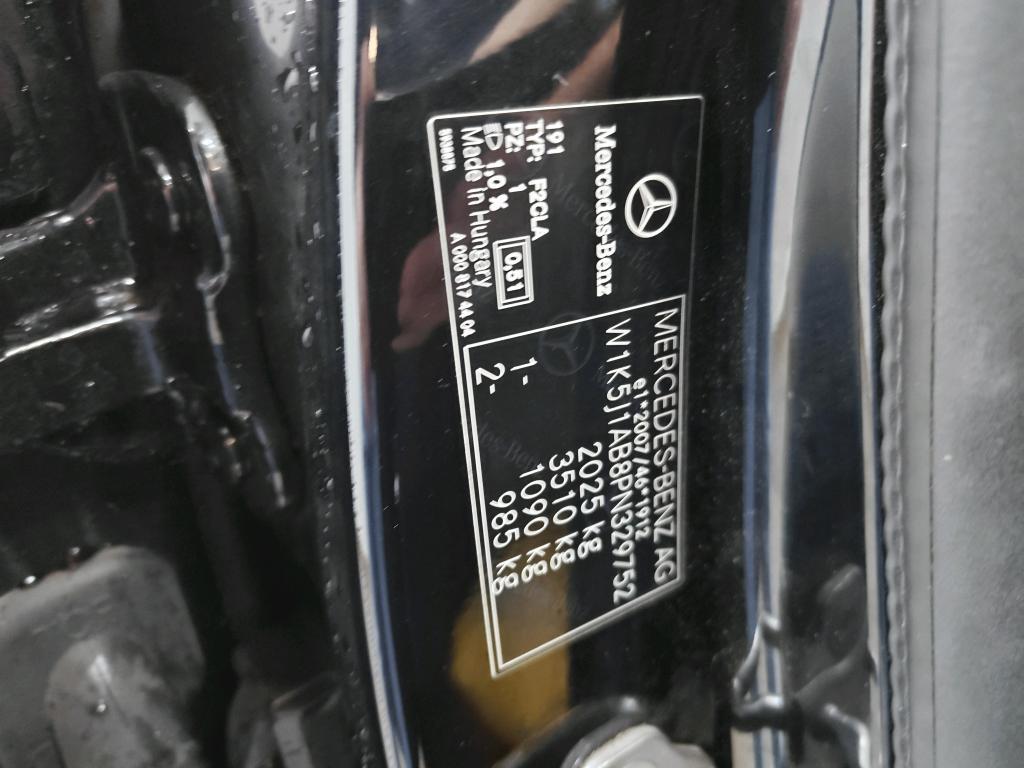 Mercedes-Benz
191
TYP: F2CLA
PZ: 1
ED 1,0 % 0,61
Made in Hungary
A 000 817 44 04
MERCEDES-BENZ AG
e1*2007/46*1912
W1K5J1AB8PN329752
2025 kg
3510 kg
1- 1090 kg
2- 985 kg